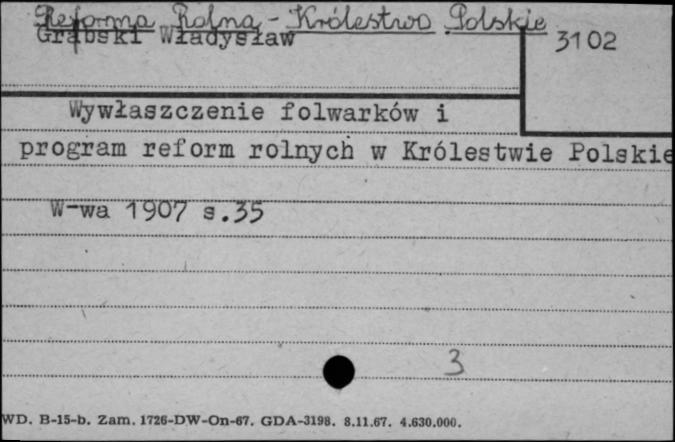 Reforma Rolna - Królestwo Polskie
Grabski Władysław
3102
Wywłaszczenie folwarków i
program reform rolnych w Królestwie Polskie
W-wa 1907 s.35
3
WD. B-15-b. Zam. 1726-DW-On-67. GDA-3198. 8.11.67. 4.630.000.